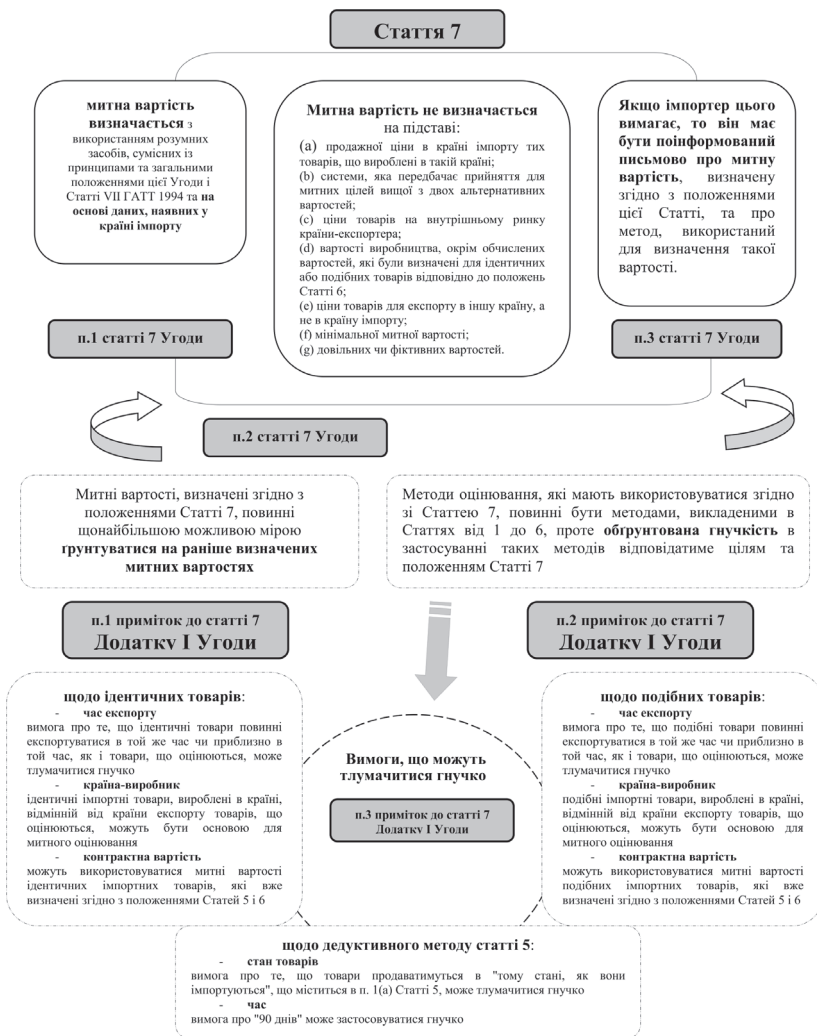 Стаття 7
митна вартість
визначається з
використанням розумних
засобів, сумісних із
принципами та загальними
положеннями цієї Угоди і
Статті VII ГАТТ 1994 та на
основі даних, наявних у
країні імпорту
п.1 статті 7 Угоди
Митна вартість не визначається
на підставі:
(a) продажної ціни в країні імпорту тих
товарів, що вироблені в такій країні;
(b) системи, яка передбачає прийняття для
митних цілей вищої з двох альтернативних
вартостей;
(c) ціни товарів на внутрішньому ринку
країни-експортера;
(d) вартості виробництва, окрім обчислених
вартостей, які були визначені для ідентичних
або подібних товарів відповідно до положень
Статті 6;
(e) ціни товарів для експорту в іншу країну, а
не в країну імпорту;
(f) мінімальної митної вартості;
(g) довільних чи фіктивних вартостей.
п.2 статті 7 Угоди
Якщо імпортер цього
вимагає, то він має
бути поінформований
письмово про митну
вартість, визначену
згідно з положеннями
цієї Статті, та про
метод, використаний
для визначення такої
вартості.
п.3 статті 7 Угоди
Митні вартості, визначені згідно з
положеннями Статті 7, повинні
щонайбільшою можливою мірою
ґрунтуватися на раніше визначених
митних вартостях
п.1 приміток до статті 7
Додатку І Угоди
Методи оцінювання, які мають використовуватися згідно
зі Статтею 7, повинні бути методами, викладеними в
Статтях від 1 до 6, проте обґрунтована гнучкість в
застосуванні таких методів відповідатиме цілям та
положенням Статті 7
п.2 приміток до статті 7
Додатку І Угоди
щодо ідентичних товарів:
- час експорту
вимога про те, що ідентичні товари повинні
експортуватися в той же час чи приблизно в
той час, як і товари, що оцінюються, може
тлумачитися гнучко
- країна-виробник
ідентичні імпортні товари, вироблені в країні,
відмінній від країни експорту товарів, що
оцінюються, можуть бути основою для
митного оцінювання
- контрактна вартість
можуть використовуватися митні вартості
ідентичних імпортних товарів, які вже
визначені згідно з положеннями Статей 5 і 6
Вимоги, що можуть
тлумачитися гнучко
п.3 приміток до статті 7
Додатку І Угоди
щодо подібних товарів:
- час експорту
вимога про те, що подібні товари повинні
експортуватися в той же час чи приблизно в
той час, як і товари, що оцінюються, може
тлумачитися гнучко
- країна-виробник
подібні імпортні товари, вироблені в країні,
відмінній від країни експорту товарів, що
оцінюються, можуть бути основою для
митного оцінювання
- контрактна вартість
можуть використовуватися митні вартості
подібних імпортних товарів, які вже
визначені згідно з положеннями Статей 5 і 6
щодо дедуктивного методу статті 5:
- стан товарів
вимога про те, що товари продаватимуться в "тому стані, як вони
імпортуються", що міститься в п. 1(а) Статті 5, може тлумачитися гнучко
- час
вимога про "90 днів" може застосовуватися гнучко